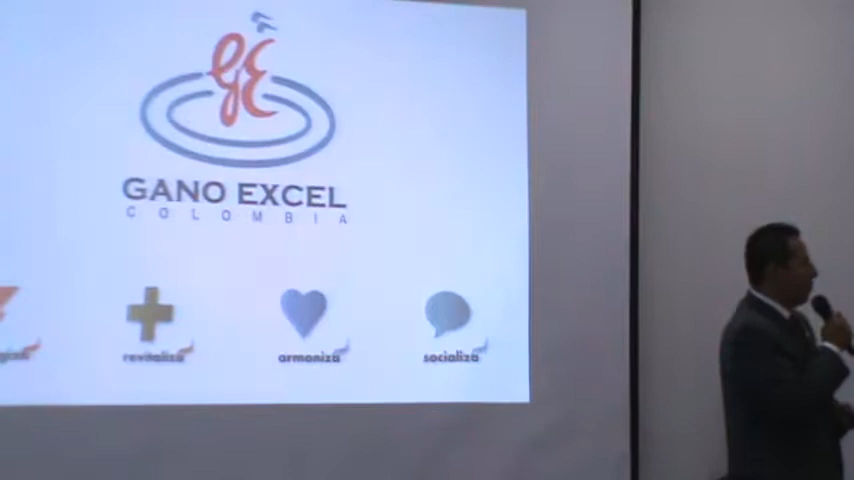 GANO EXCEL
COLOMBIA
revitaliza
armoniza
socializa